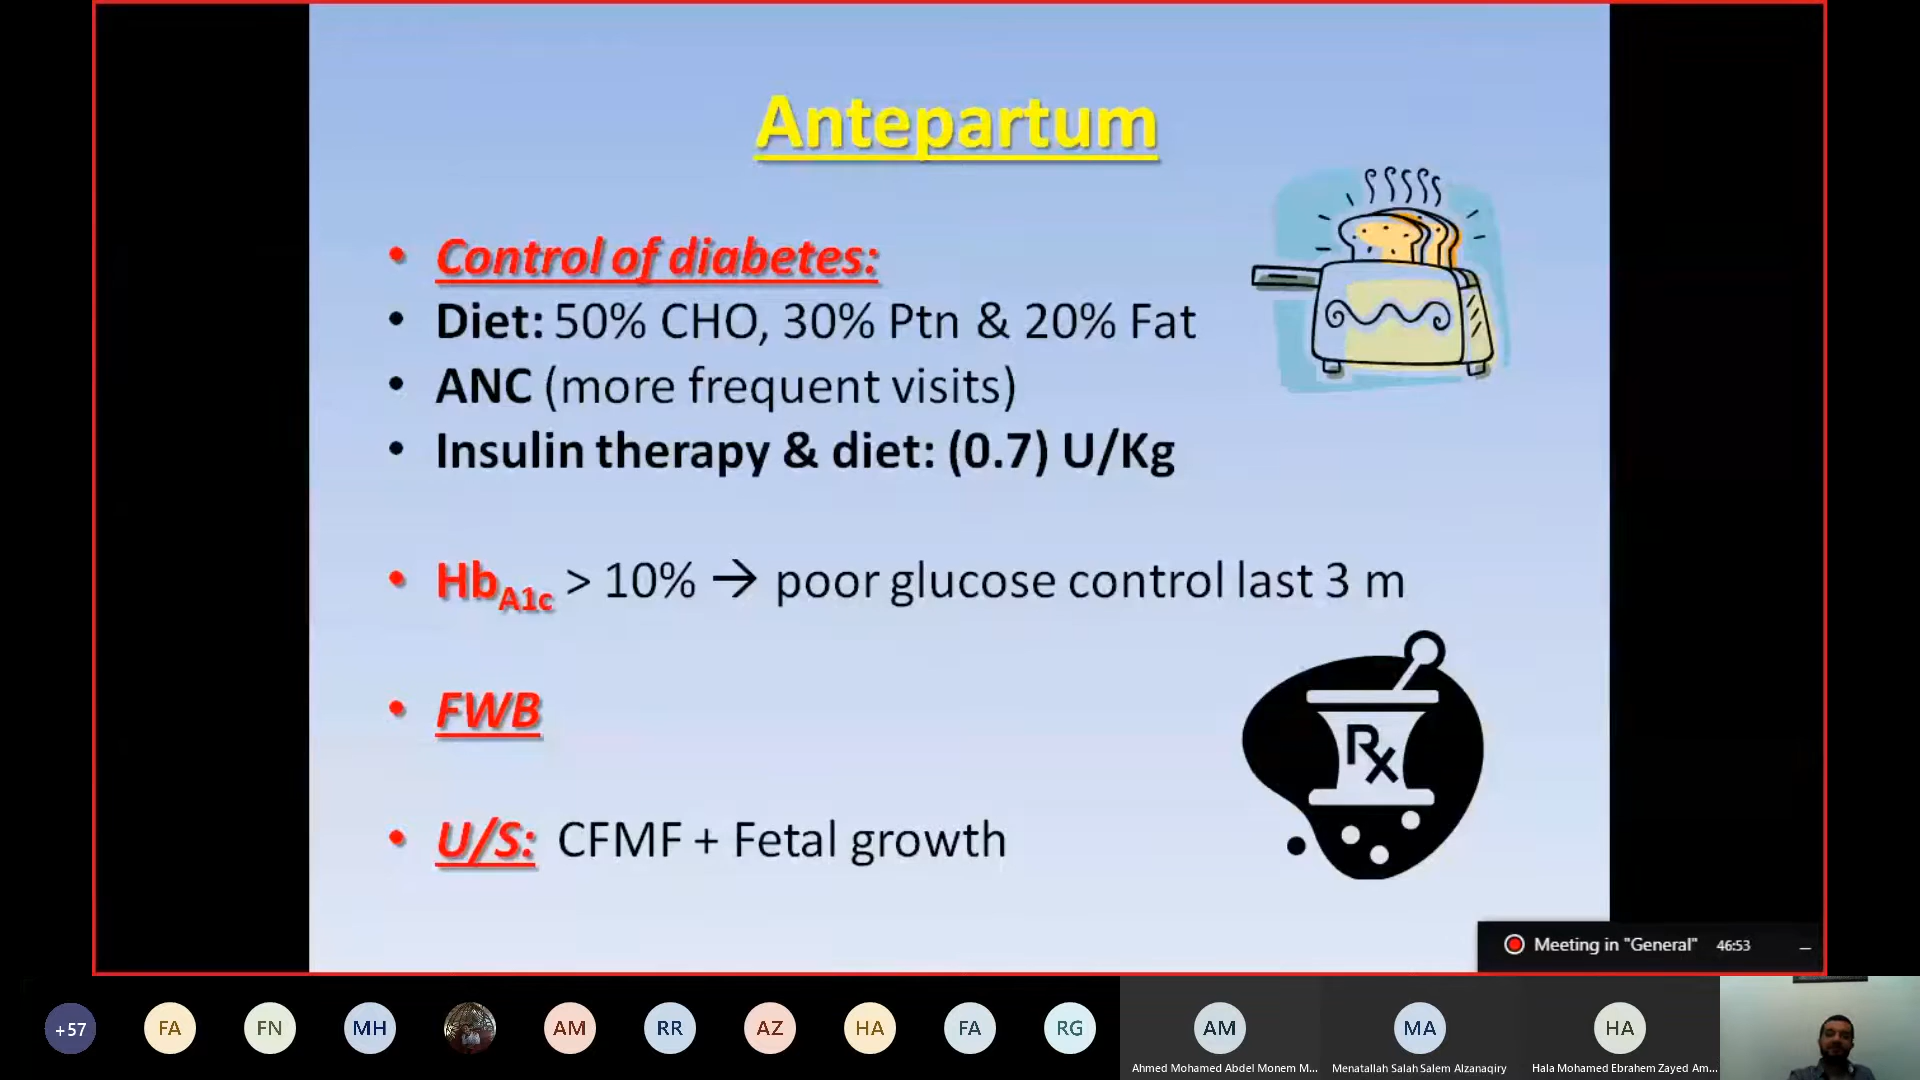 Antepartum
• Control of diabetes:
• Diet: 50% CHO, 30% Ptn & 20% Fat
• ANC (more frequent visits)
• Insulin therapy & diet: (0.7) U/Kg
• HbA1c > 10% → poor glucose control last 3 m
• FWB
Rx
• U/S: CFMF + Fetal growth
Meeting in "General" 46:53
+57 FA FN MH AM RR AZ HA FA RG AM MA HA
Ahmed Mohamed Abdel Monem M... Menatallah Salah Salem Alzanaqiry Hala Mohamed Ebrahem Zayed Am...